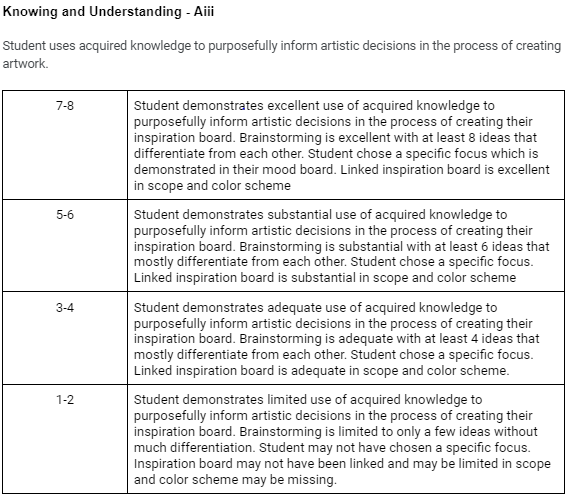 Knowing and Understanding - Aiii
Student uses acquired knowledge to purposefully inform artistic decisions in the process of creating
artwork.
7-8
Student demonstrates excellent use of acquired knowledge to
purposefully inform artistic decisions in the process of creating their
inspiration board. Brainstorming is excellent with at least 8 ideas that
differentiate from each other. Student chose a specific focus which is
demonstrated in their mood board. Linked inspiration board is excellent
in scope and color scheme
5-6
Student demonstrates substantial use of acquired knowledge to
purposefully inform artistic decisions in the process of creating their
inspiration board. Brainstorming is substantial with at least 6 ideas that
mostly differentiate from each other. Student chose a specific focus.
Linked inspiration board is substantial in scope and color scheme
3-4
Student demonstrates adequate use of acquired knowledge to
purposefully inform artistic decisions in the process of creating their
inspiration board. Brainstorming is adequate with at least 4 ideas that
mostly differentiate from each other. Student chose a specific focus.
Linked inspiration board is adequate in scope and color scheme.
1-2
Student demonstrates limited use of acquired knowledge to
purposefully inform artistic decisions in the process of creating their
inspiration board. Brainstorming is limited to only a few ideas without
much differentiation. Student may not have chosen a specific focus.
Inspiration board may not have been linked and may be limited in scope
and color scheme may be missing.